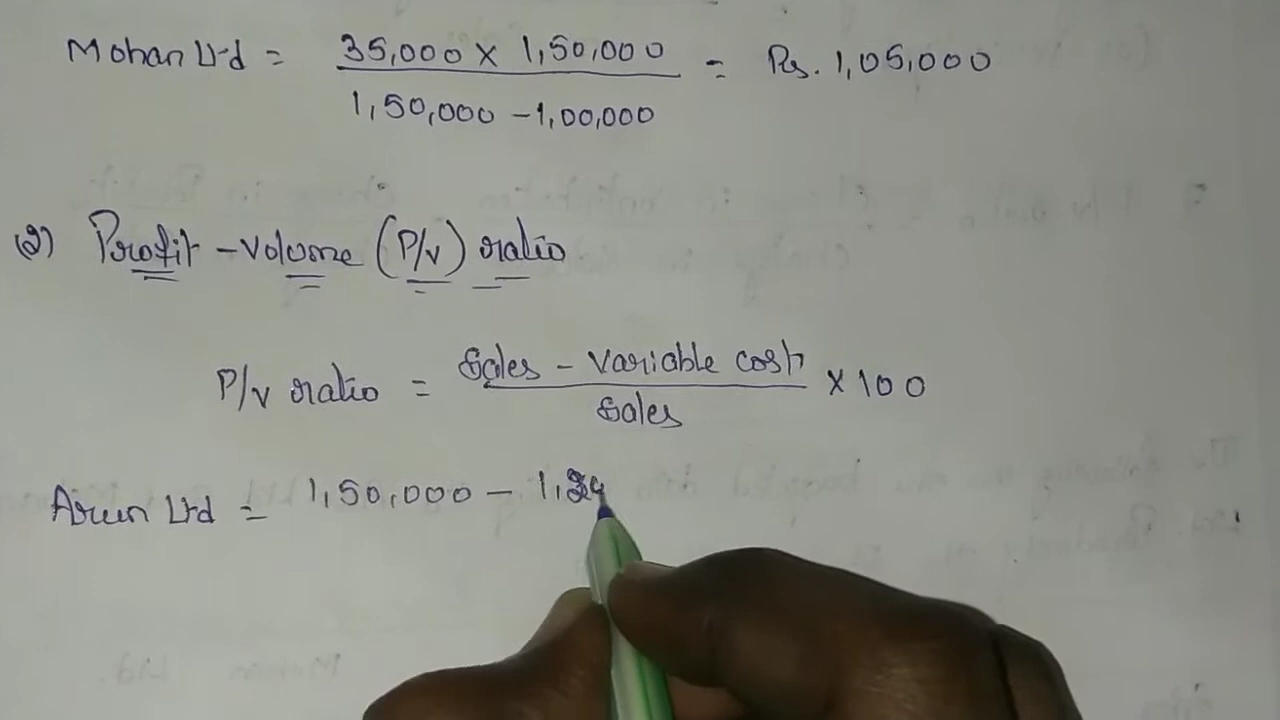 Mohan Ltd = 35,000 × 1,50,000 = Rs. 1,05,000
1,50,000 - 1,00,000
(2) Profit - Volume (P/V) ratio
P/V ratio = Sales - Variable cost × 100
Sales
Arun Ltd = 1,50,000 - 1,